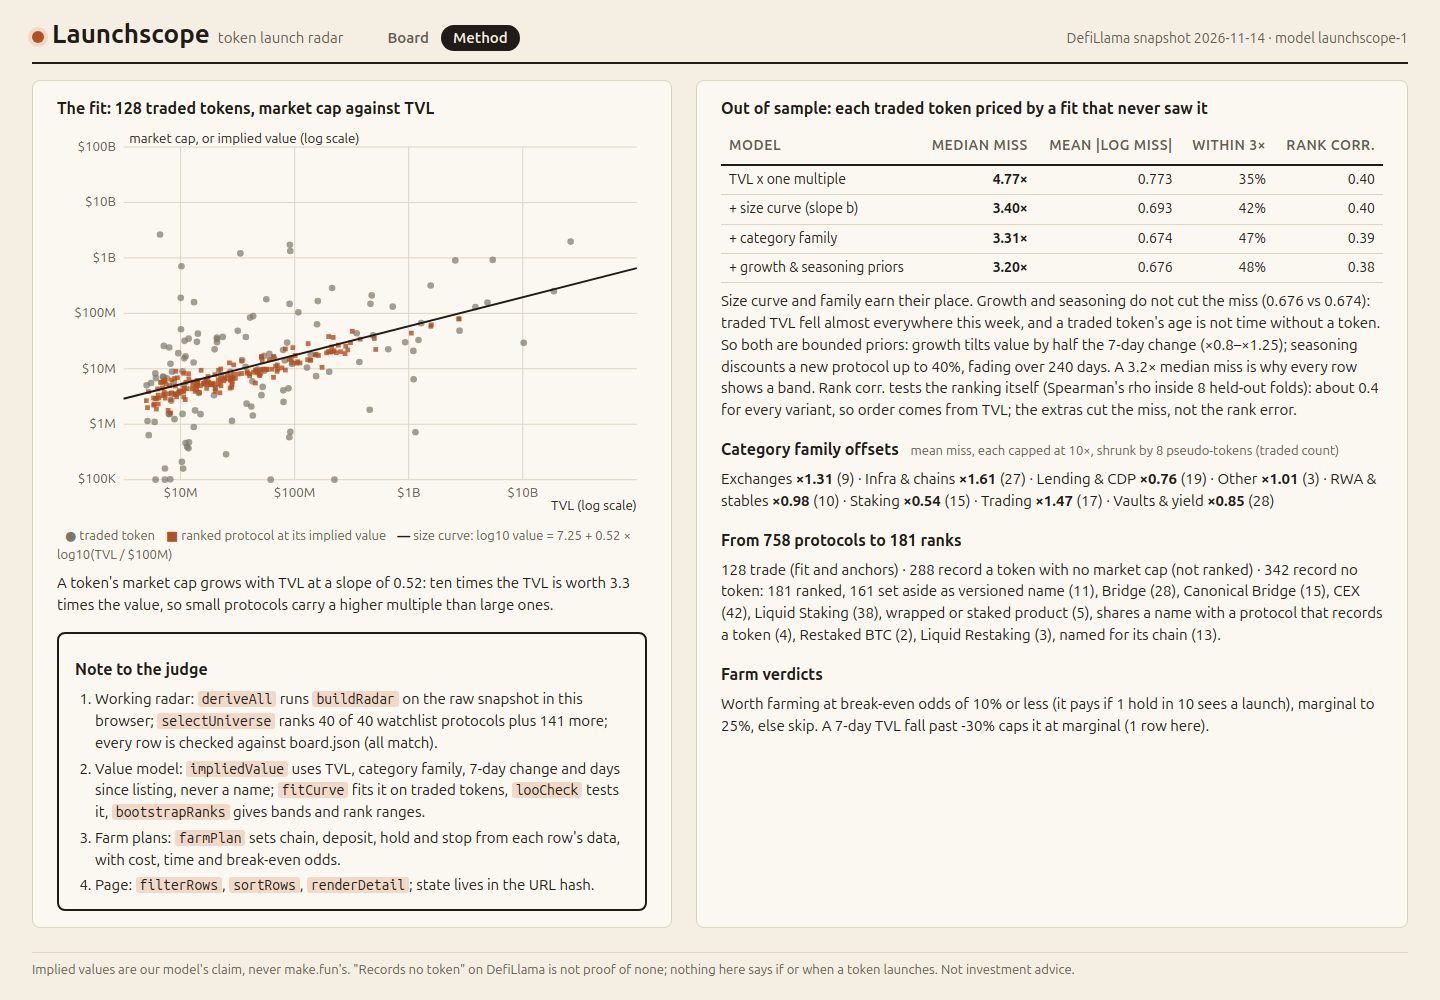 Launchscope token launch radar Board Method DefiLlama snapshot 2026-11-14 · model launchscope-1
The fit: 128 traded tokens, market cap against TVL
market cap, or implied value (log scale)
$100B
$10B
$1B
$100M
$10M
$1M
$100K
$10M $100M $1B $10B
TVL (log scale)
traded token ranked protocol at its implied value size curve: log10 value = 7.25 + 0.52 ×
log10(TVL / $100M)
A token's market cap grows with TVL at a slope of 0.52: ten times the TVL is worth 3.3
times the value, so small protocols carry a higher multiple than large ones.
Note to the judge
1. Working radar: deriveAll runs buildRadar on the raw snapshot in this
browser; selectUniverse ranks 40 of 40 watchlist protocols plus 141 more;
every row is checked against board.json (all match).
2. Value model: impliedValue uses TVL, category family, 7-day change and days
since listing, never a name; fitCurve fits it on traded tokens, looCheck tests
it, bootstrapRanks gives bands and rank ranges.
3. Farm plans: farmPlan sets chain, deposit, hold and stop from each row's data,
with cost, time and break-even odds.
4. Page: filterRows, sortRows, renderDetail; state lives in the URL hash.
Out of sample: each traded token priced by a fit that never saw it
MODEL MEDIAN MISS MEAN |LOG MISS| WITHIN 3× RANK CORR.
TVL x one multiple 4.77× 0.773 35% 0.40
+ size curve (slope b) 3.40× 0.693 42% 0.40
+ category family 3.31× 0.674 47% 0.39
+ growth & seasoning priors 3.20× 0.676 48% 0.38
Size curve and family earn their place. Growth and seasoning do not cut the miss (0.676 vs 0.674):
traded TVL fell almost everywhere this week, and a traded token's age is not time without a token.
So both are bounded priors: growth tilts value by half the 7-day change (×0.8–×1.25); seasoning
discounts a new protocol up to 40%, fading over 240 days. A 3.2× median miss is why every row
shows a band. Rank corr. tests the ranking itself (Spearman's rho inside 8 held-out folds): about 0.4
for every variant, so order comes from TVL; the extras cut the miss, not the rank error.
Category family offsets mean miss, each capped at 10×, shrunk by 8 pseudo-tokens (traded count)
Exchanges ×1.31 (9) · Infra & chains ×1.61 (27) · Lending & CDP ×0.76 (19) · Other ×1.01 (3) · RWA &
stables ×0.98 (10) · Staking ×0.54 (15) · Trading ×1.47 (17) · Vaults & yield ×0.85 (28)
From 758 protocols to 181 ranks
128 trade (fit and anchors) · 288 record a token with no market cap (not ranked) · 342 record no
token: 181 ranked, 161 set aside as versioned name (11), Bridge (28), Canonical Bridge (15), CEX
(42), Liquid Staking (38), wrapped or staked product (5), shares a name with a protocol that records
a token (4), Restaked BTC (2), Liquid Restaking (3), named for its chain (13).
Farm verdicts
Worth farming at break-even odds of 10% or less (it pays if 1 hold in 10 sees a launch), marginal to
25%, else skip. A 7-day TVL fall past -30% caps it at marginal (1 row here).
Implied values are our model's claim, never make.fun's. "Records no token" on DefiLlama is not proof of none; nothing here says if or when a token launches. Not investment advice.